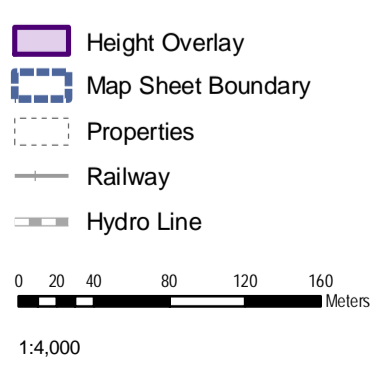 Height Overlay
Map Sheet Boundary
Properties
Railway
Hydro Line
0 20 40 80 120 160
Meters
1:4,000